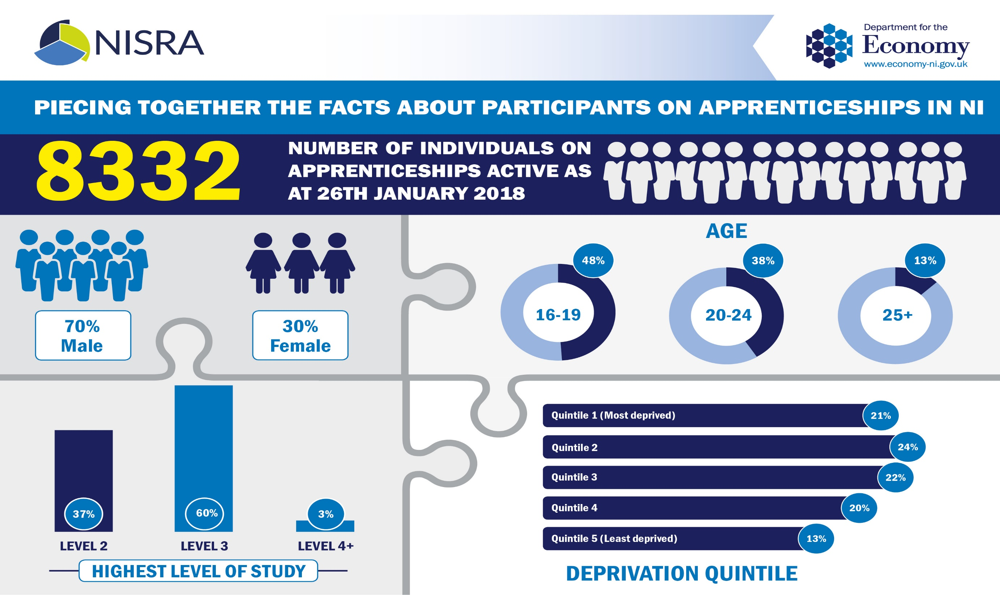 NISRA
Department for the
Economy
www.economy-ni.gov.uk
PIECING TOGETHER THE FACTS ABOUT PARTICIPANTS ON APPRENTICESHIPS IN NI
8332
NUMBER OF INDIVIDUALS ON
APPRENTICESHIPS ACTIVE AS
AT 26TH JANUARY 2018
70%
Male
30%
Female
AGE
48%
16-19
38%
20-24
13%
25+
37%
60%
3%
LEVEL 2
LEVEL 3
LEVEL 4+
HIGHEST LEVEL OF STUDY
Quintile 1 (Most deprived)
21%
Quintile 2
24%
Quintile 3
22%
Quintile 4
20%
Quintile 5 (Least deprived)
13%
DEPRIVATION QUINTILE